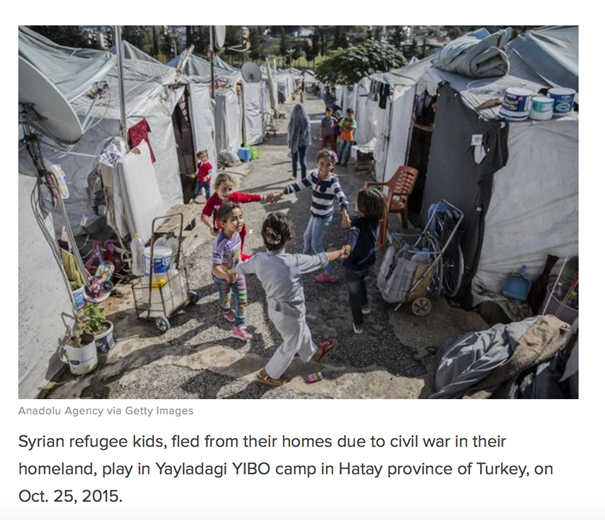 Anadolu Agency via Getty Images
Syrian refugee kids, fled from their homes due to civil war in their
homeland, play in Yayladagi YIBO camp in Hatay province of Turkey, on
Oct. 25, 2015.